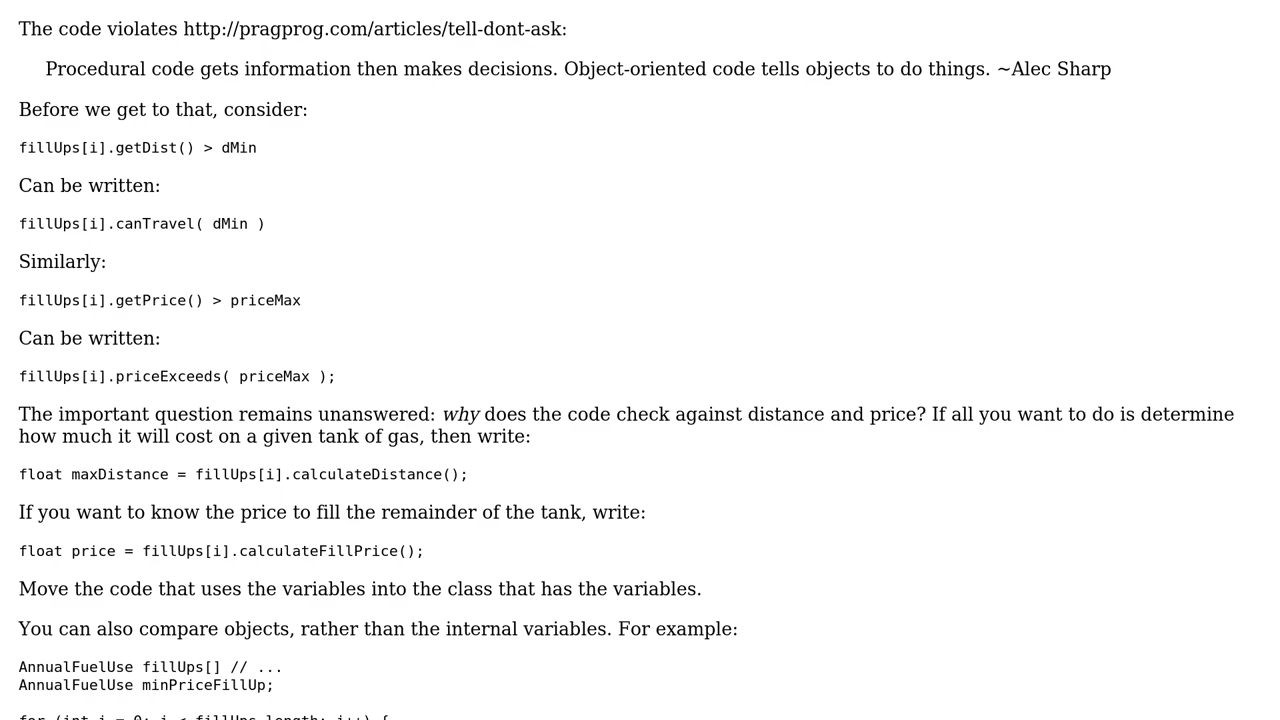 The code violates http://pragprog.com/articles/tell-dont-ask:
Procedural code gets information then makes decisions. Object-oriented code tells objects to do things. ~Alec Sharp
Before we get to that, consider:
fillUps[i].getDist() > dMin
Can be written:
fillUps[i].canTravel( dMin )
Similarly:
fillUps[i].getPrice() > priceMax
Can be written:
fillUps[i].priceExceeds( priceMax );
The important question remains unanswered: why does the code check against distance and price? If all you want to do is determine
how much it will cost on a given tank of gas, then write:
float maxDistance = fillUps[i].calculateDistance();
If you want to know the price to fill the remainder of the tank, write:
float price = fillUps[i].calculateFillPrice();
Move the code that uses the variables into the class that has the variables.
You can also compare objects, rather than the internal variables. For example:
AnnualFuelUse fillUps[] // ...
AnnualFuelUse minPriceFillUp;
for (int i = 0; i < fillUps.length; i++) {